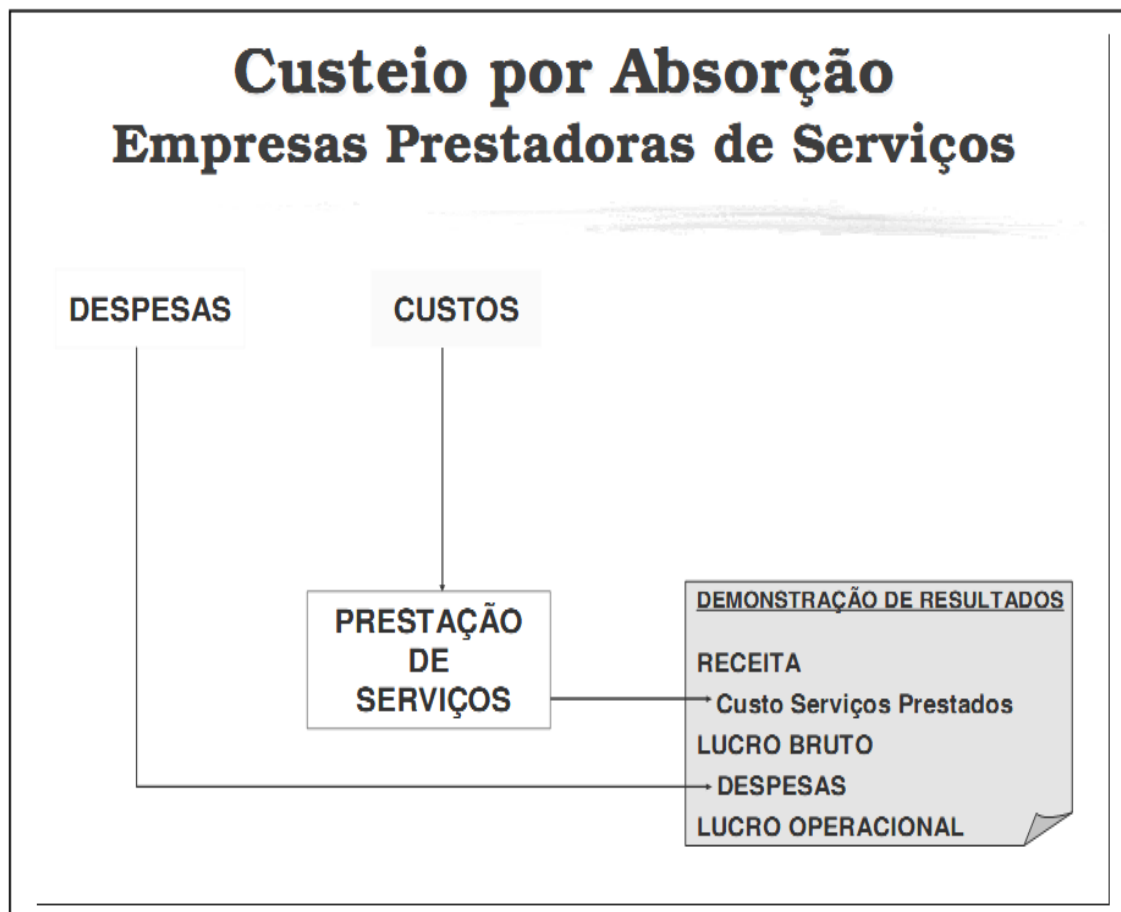 Custeio por Absorção
Empresas Prestadoras de Serviços
DESPESAS
CUSTOS
PRESTAÇÃO
DE
SERVIÇOS
DEMONSTRAÇÃO DE RESULTADOS
RECEITA
Custo Serviços Prestados
LUCRO BRUTO
DESPESAS
LUCRO OPERACIONAL